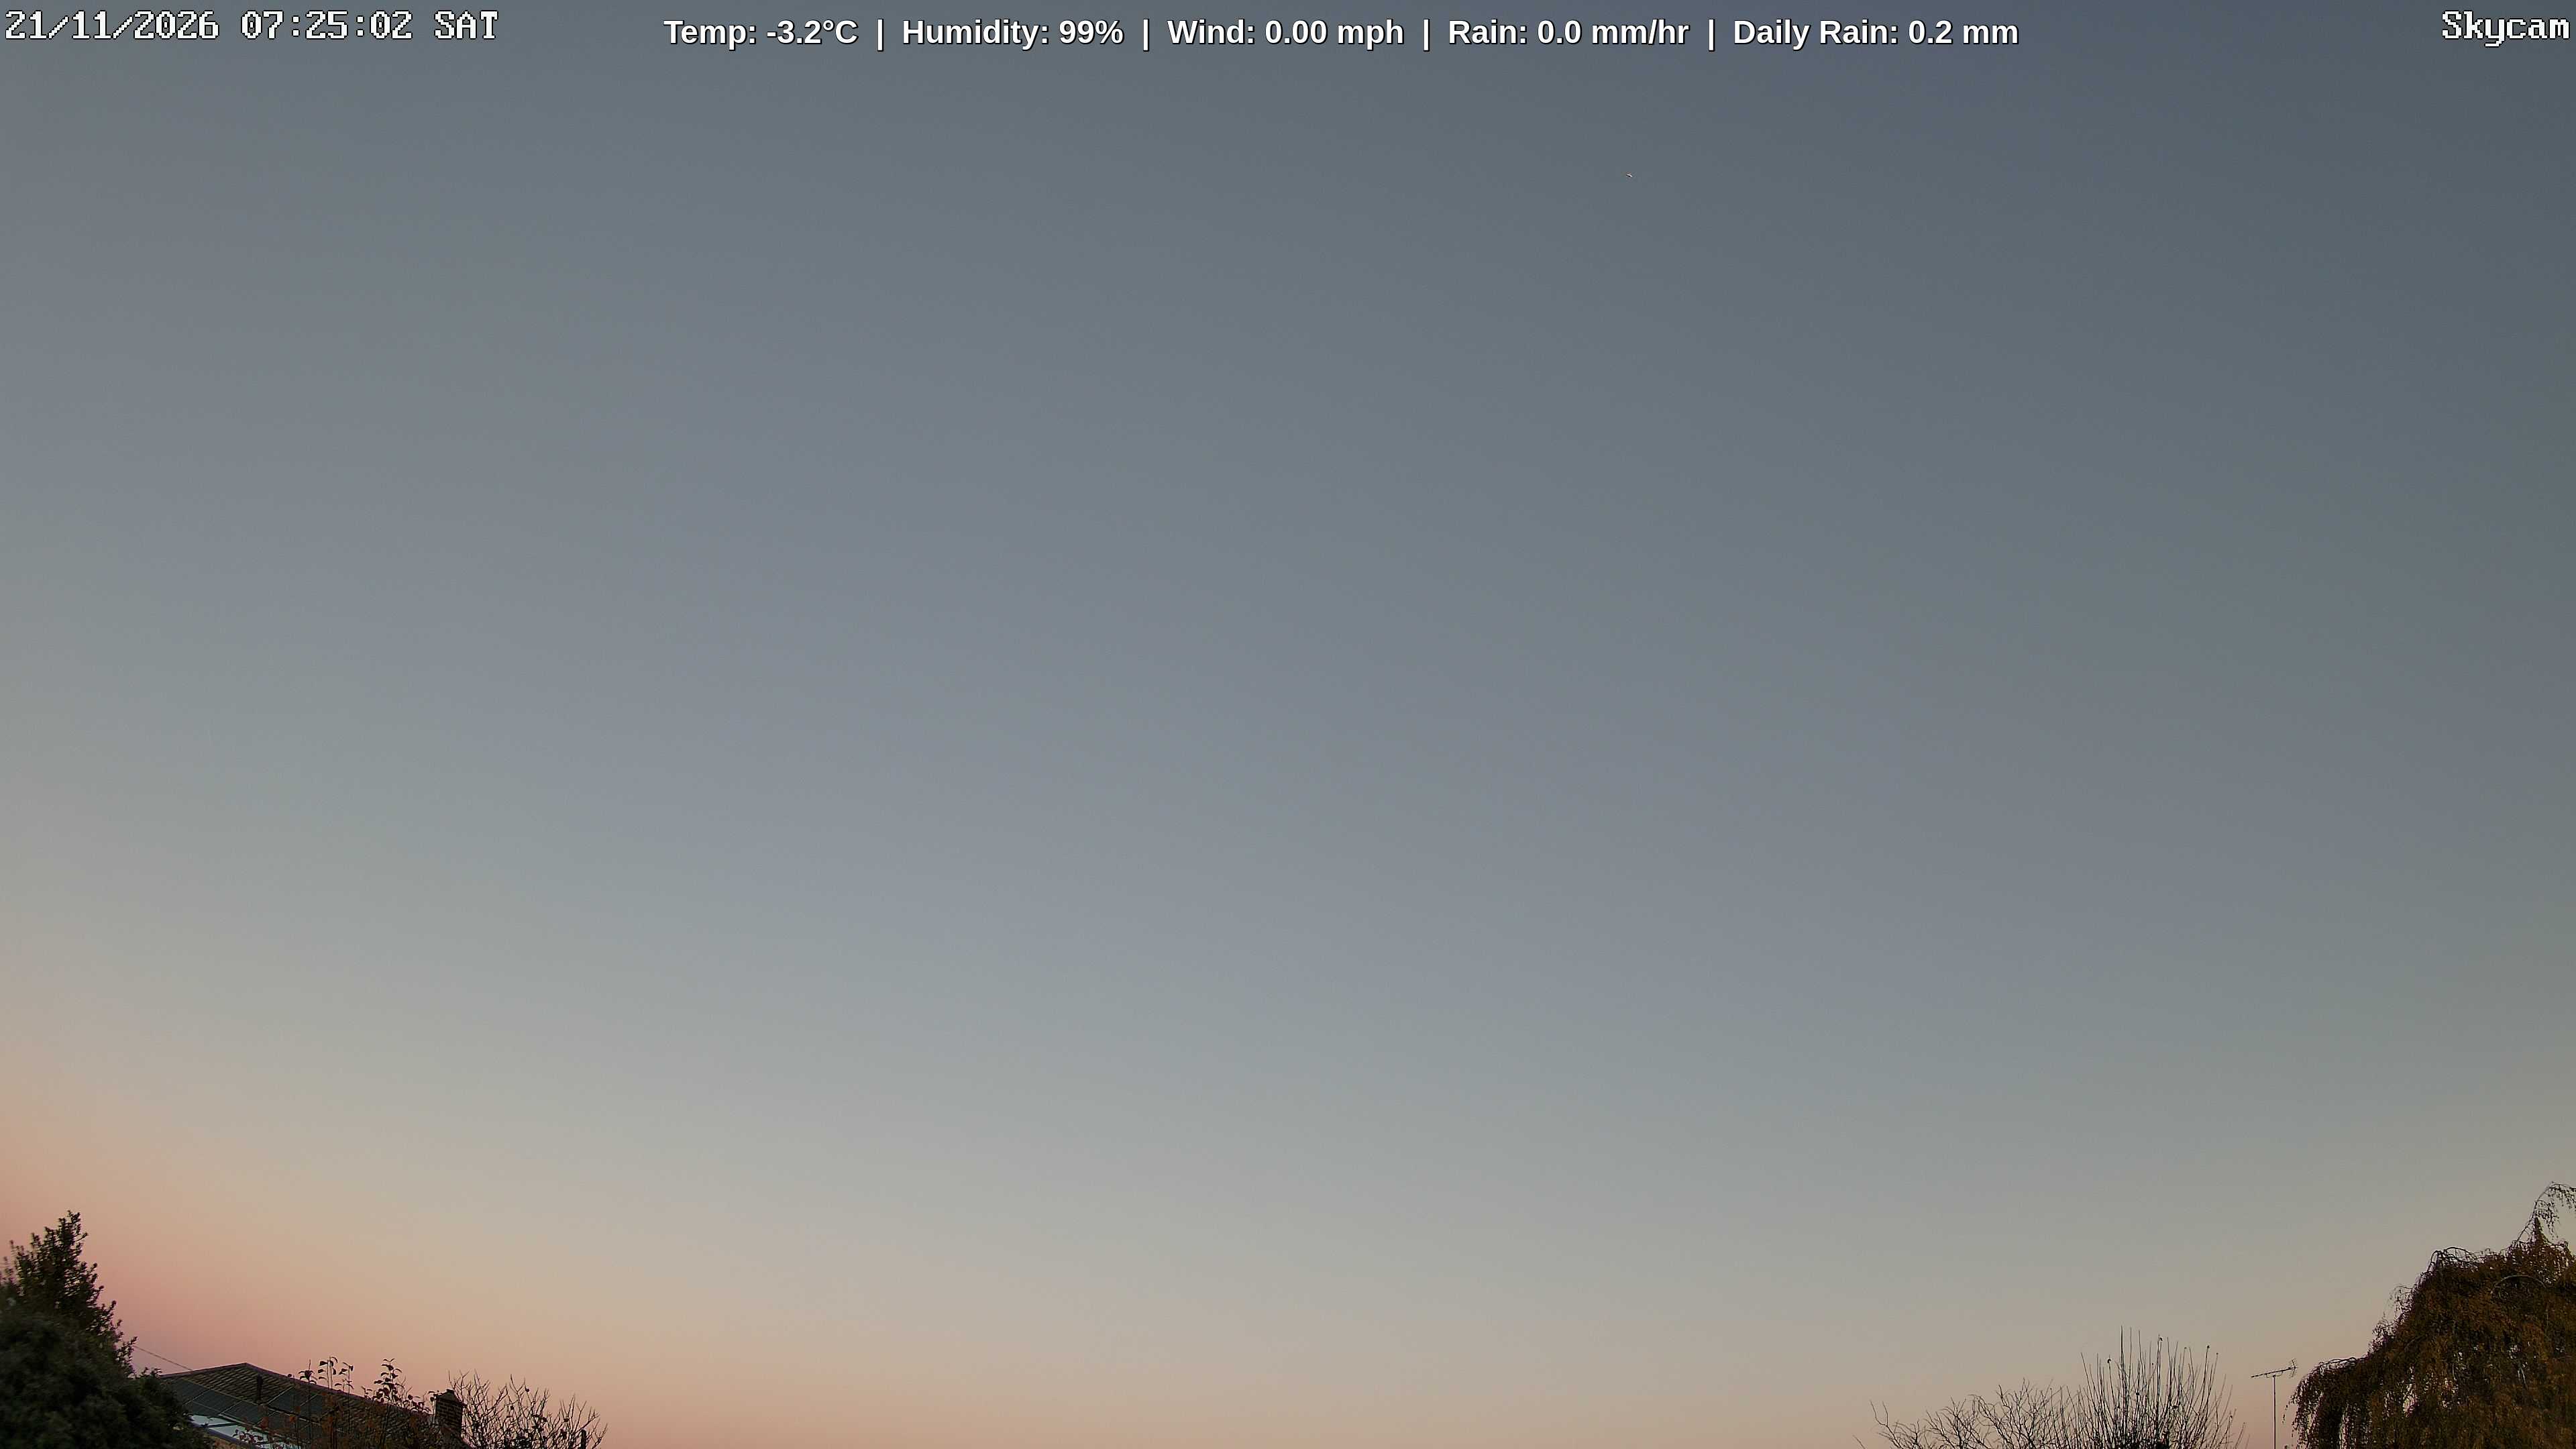 21/11/2026 07:25:02 SAT
Temp: -3.2°C | Humidity: 99% | Wind: 0.00 mph | Rain: 0.0 mm/hr | Daily Rain: 0.2 mm
Skycam